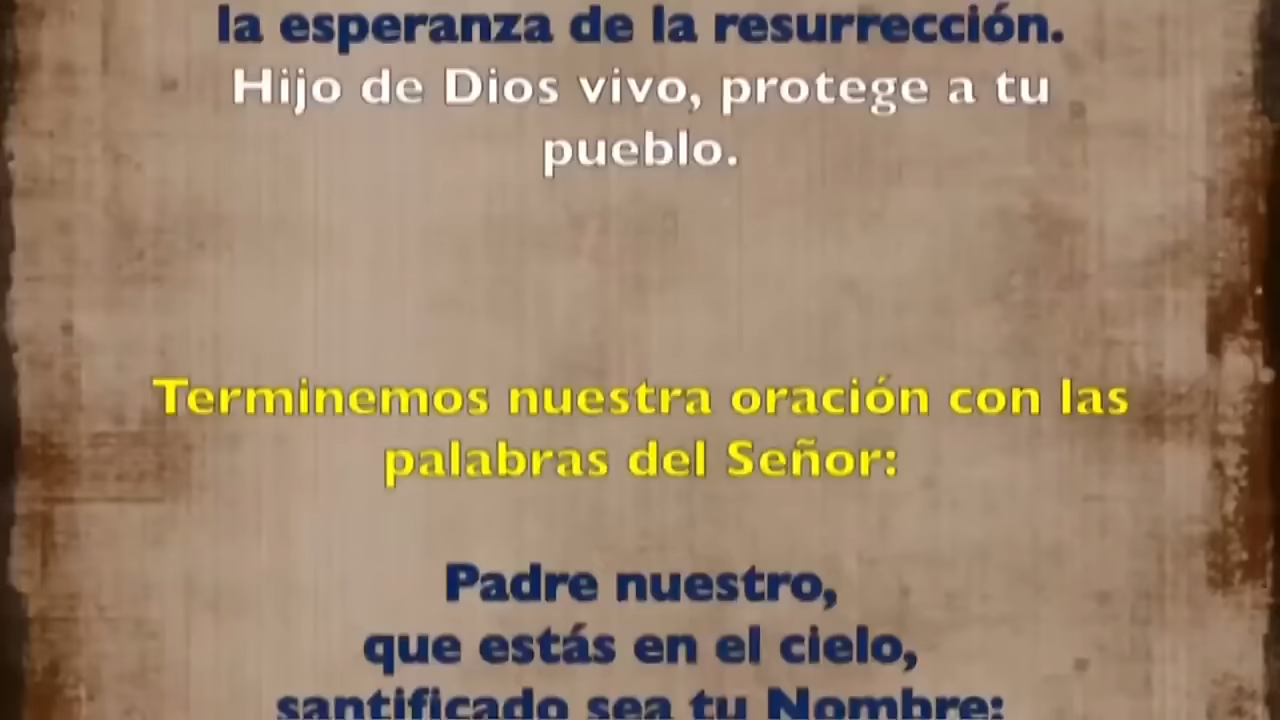 la esperanza de la resurrección.
Hijo de Dios vivo, protege a tu
pueblo.
Terminemos nuestra oración con las
palabras del Señor:
Padre nuestro,
que estás en el cielo,
santificado sea tu Nombre;